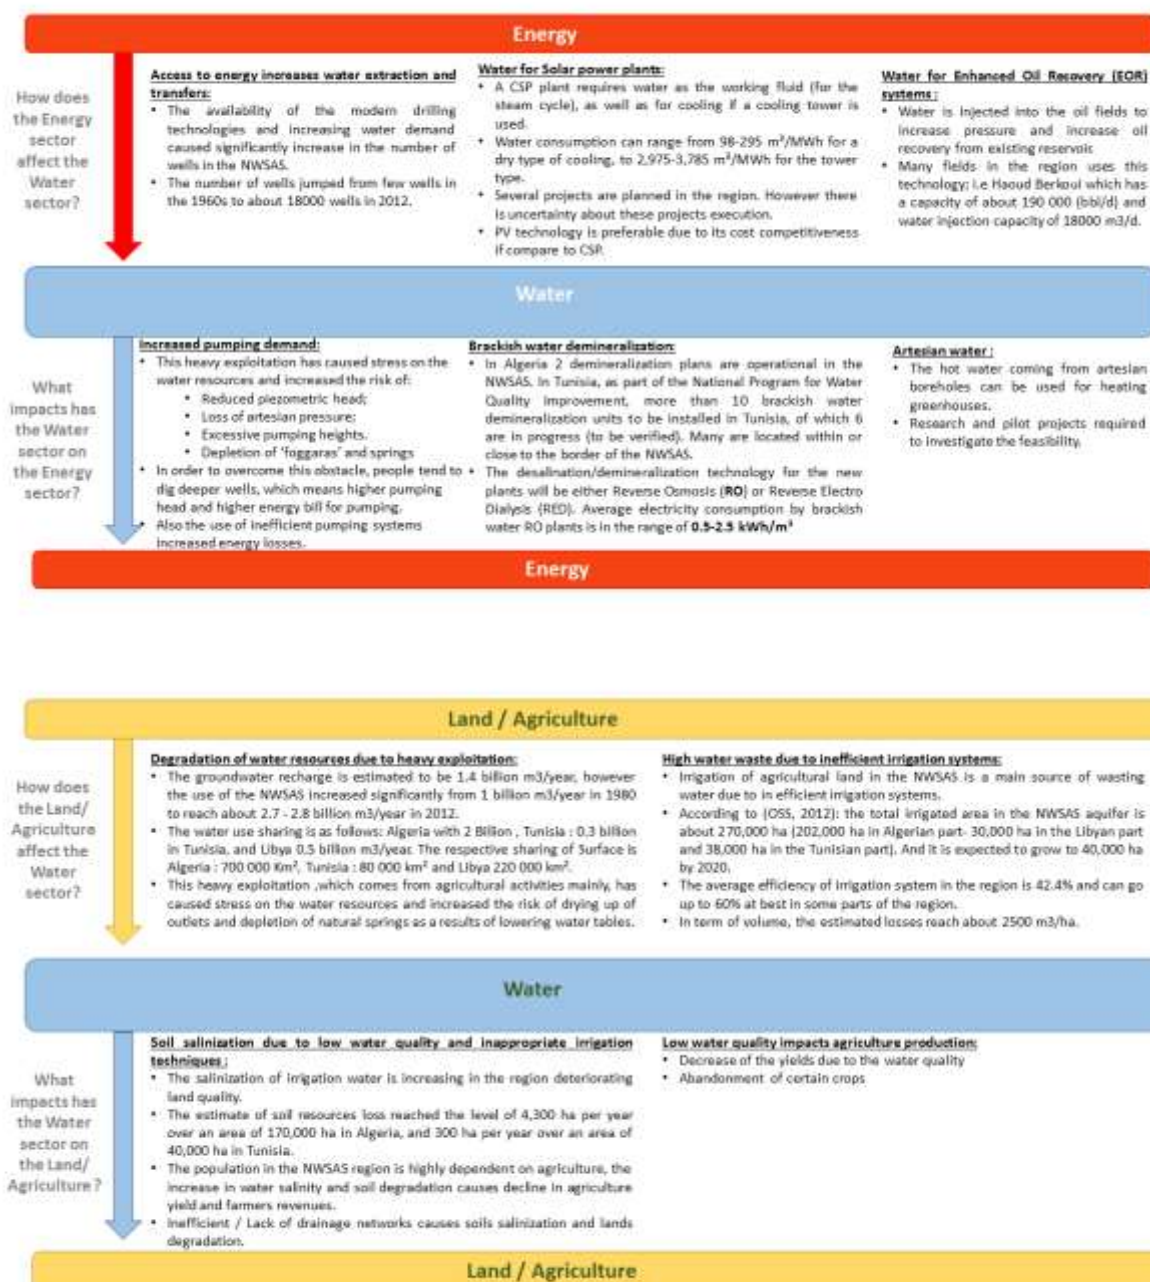 Energy
How does
the Energy
sector
affect the
Water
sector?
Access to energy increases water extraction and
transfers:
• The availability of the modern drilling
technologies and increasing water demand
caused significantly increase in the number of
wells in the NWSAS.
• The number of wells jumped from few wells in
the 1960s to about 18000 wells in 2012.
Water for Solar power plants:
• A CSP plant requires water as the working fluid (for the
steam cycle), as well as for cooling if a cooling tower is
used.
• Water consumption can range from 98-295 m³/MWh for a
dry type of cooling, to 2,975-3,785 m³/MWh for the tower
type.
• Several projects are planned in the region. However there
is uncertainty about these projects execution.
• PV technology is preferable due to its cost competitiveness
if compare to CSP.
Water for Enhanced Oil Recovery (EOR)
systems :
• Water is injected into the oil fields to
increase pressure and increase oil
recovery from existing reservois
• Many fields in the region uses this
technology; i.e Haoud Berkoui which has
a capacity of about 190 000 (bbl/d) and
water injection capacity of 18000 m3/d.
Water
What
impacts has
the Water
sector on
the Energy
sector?
Increased pumping demand:
• This heavy exploitation has caused stress on the
water resources and increased the risk of:
• Reduced piezometric head;
• Loss of artesian pressure;
• Excessive pumping heights.
• Depletion of 'foggaras' and springs
• In order to overcome this obstacle, people tend to
dig deeper wells, which means higher pumping
head and higher energy bill for pumping.
• Also the use of inefficient pumping systems
increased energy losses.
Brackish water demineralization:
• In Algeria 2 demineralization plans are operational in the
NWSAS. In Tunisia, as part of the National Program for Water
Quality Improvement, more than 10 brackish water
demineralization units to be installed in Tunisia, of which 6
are in progress (to be verified). Many are located within or
close to the border of the NWSAS.
• The desalination/demineralization technology for the new
plants will be either Reverse Osmosis (RO) or Reverse Electro
Dialysis (RED). Average electricity consumption by brackish
water RO plants is in the range of 0.5-2.5 kWh/m³
Artesian water :
• The hot water coming from artesian
boreholes can be used for heating
greenhouses.
• Research and pilot projects required
to investigate the feasibility.
Energy
Land / Agriculture
How does
the Land/
Agriculture
affect the
Water
sector?
Degradation of water resources due to heavy exploitation:
• The groundwater recharge is estimated to be 1.4 billion m3/year, however
the use of the NWSAS increased significantly from 1 billion m3/year in 1980
to reach about 2.7 - 2.8 billion m3/year in 2012.
• The water use sharing is as follows: Algeria with 2 Billion , Tunisia : 0.3 billion
in Tunisia, and Libya 0.5 billion m3/year. The respective sharing of Surface is
Algeria : 700 000 Km², Tunisia : 80 000 km² and Libya 220 000 km².
• This heavy exploitation ,which comes from agricultural activities mainly, has
caused stress on the water resources and increased the risk of drying up of
outlets and depletion of natural springs as a results of lowering water tables.
High water waste due to inefficient irrigation systems:
• Irrigation of agricultural land in the NWSAS is a main source of wasting
water due to in efficient irrigation systems.
• According to (OSS, 2012): the total irrigated area in the NWSAS aquifer is
about 270,000 ha (202,000 ha in Algerian part- 30,000 ha in the Libyan part
and 38,000 ha in the Tunisian part). And it is expected to grow to 40,000 ha
by 2020.
• The average efficiency of irrigation system in the region is 42.4% and can go
up to 60% at best in some parts of the region.
• In term of volume, the estimated losses reach about 2500 m3/ha.
Water
What
impacts has
the Water
sector on
the Land/
Agriculture ?
Soil salinization due to low water quality and inappropriate irrigation
techniques :
• The salinization of irrigation water is increasing in the region deteriorating
land quality.
• The estimate of soil resources loss reached the level of 4,300 ha per year
over an area of 170,000 ha in Algeria, and 300 ha per year over an area of
40,000 ha in Tunisia.
• The population in the NWSAS region is highly dependent on agriculture, the
increase in water salinity and soil degradation causes decline in agriculture
yield and farmers revenues.
• Inefficient / Lack of drainage networks causes soils salinization and lands
degradation.
Low water quality impacts agriculture production:
• Decrease of the yields due to the water quality
• Abandonment of certain crops
Land / Agriculture